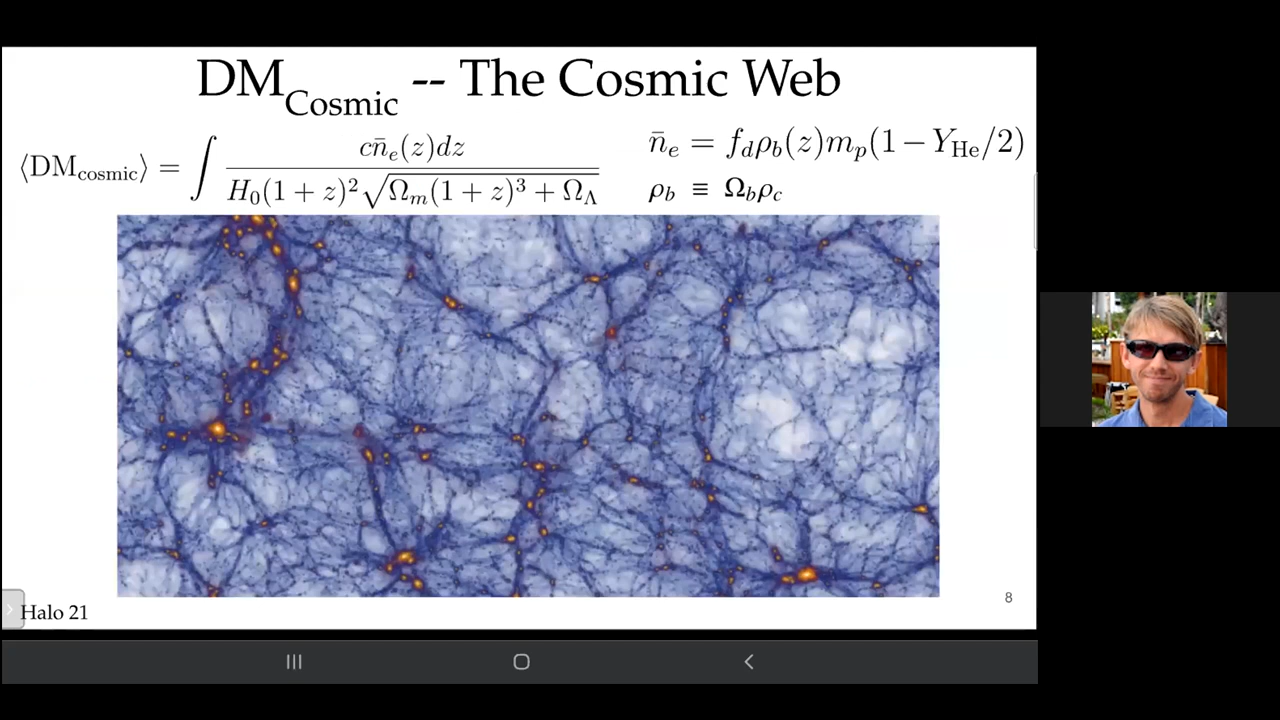 DM_Cosmic -- The Cosmic Web
⟨DM_cosmic⟩ = ∫ c n̄_e(z)dz / H_0(1 + z)^2 √(Ω_m(1 + z)^3 + Ω_Λ)
n̄_e = f_d ρ_b(z) m_p(1 − Y_He/2)
ρ_b ≡ Ω_b ρ_c
Halo 21
8